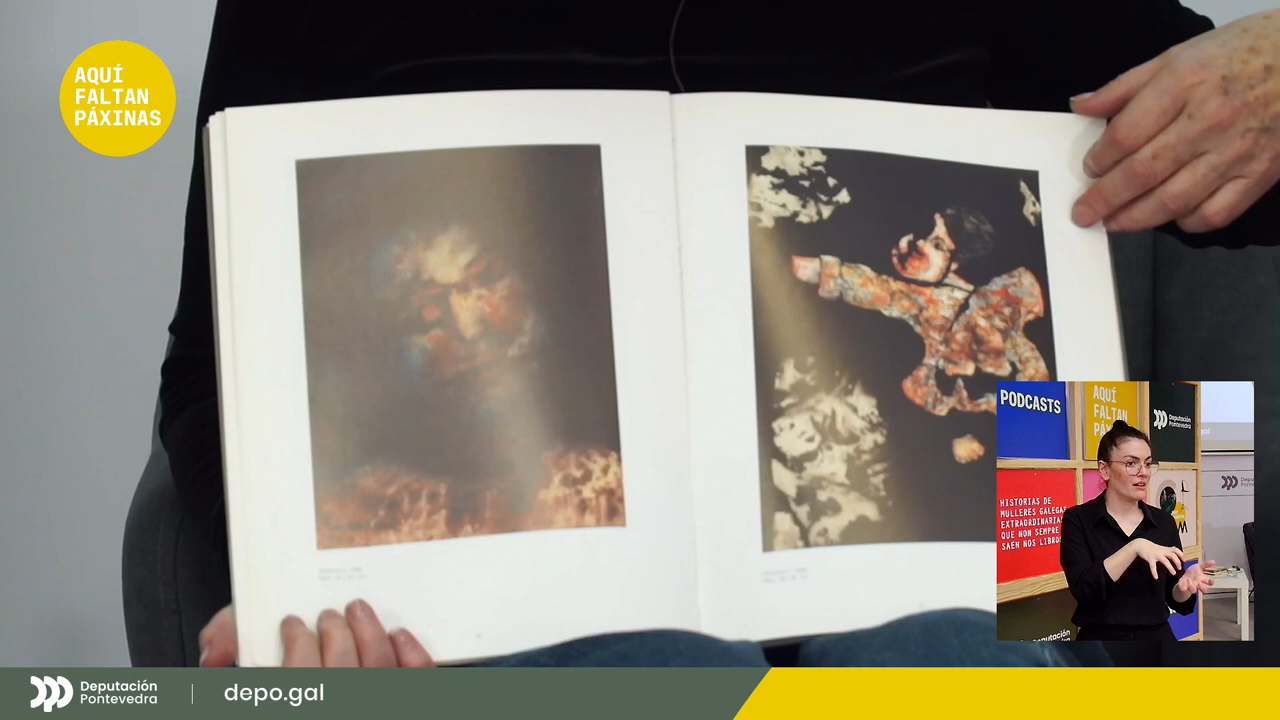 AQUÍ
FALTAN
PÁXINAS
PODCASTS
AQUÍ
FALTAN
Deputación
Pontevedra
HISTORIAS DE
MULLERES GALEGAS
EXTRAORDINARIAS
QUE NON SEMPRE
SAEN NOS LIBROS
Deputación
Deputación
Pontevedra
depo.gal